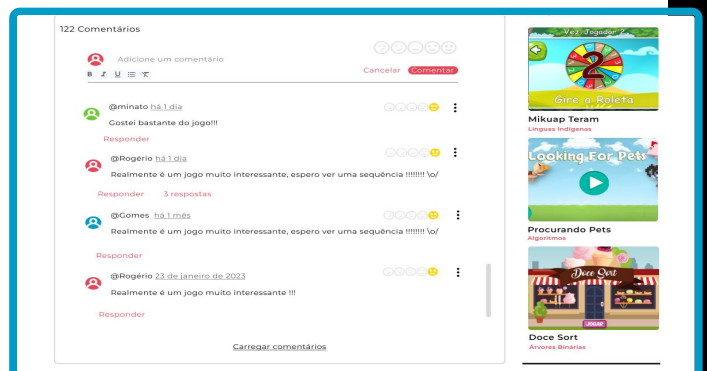 122 Comentários
Adicione um comentário
B I U
Cancelar Comentar
@minato há 1 dia
Gostei bastante do jogo!!!
Responder
@Rogério há 1 dia
Realmente é um jogo muito interessante, espero ver uma sequência !!!!!!!! \o/
Responder 3 respostas
@Gomes há 1 mês
Realmente é um jogo muito interessante, espero ver uma sequência !!!!!!!! \o/
Responder
@Rogério 23 de janeiro de 2023
Realmente é um jogo muito interessante !!!
Responder
Carregar comentários
Vez Jogador 2
2
Gire a Roleta
Mikuap Teram
Línguas Indígenas
Looking For Pets
Procurando Pets
Algoritmos
Doce Sort
JOGAR
Doce Sort
Árvores Binárias